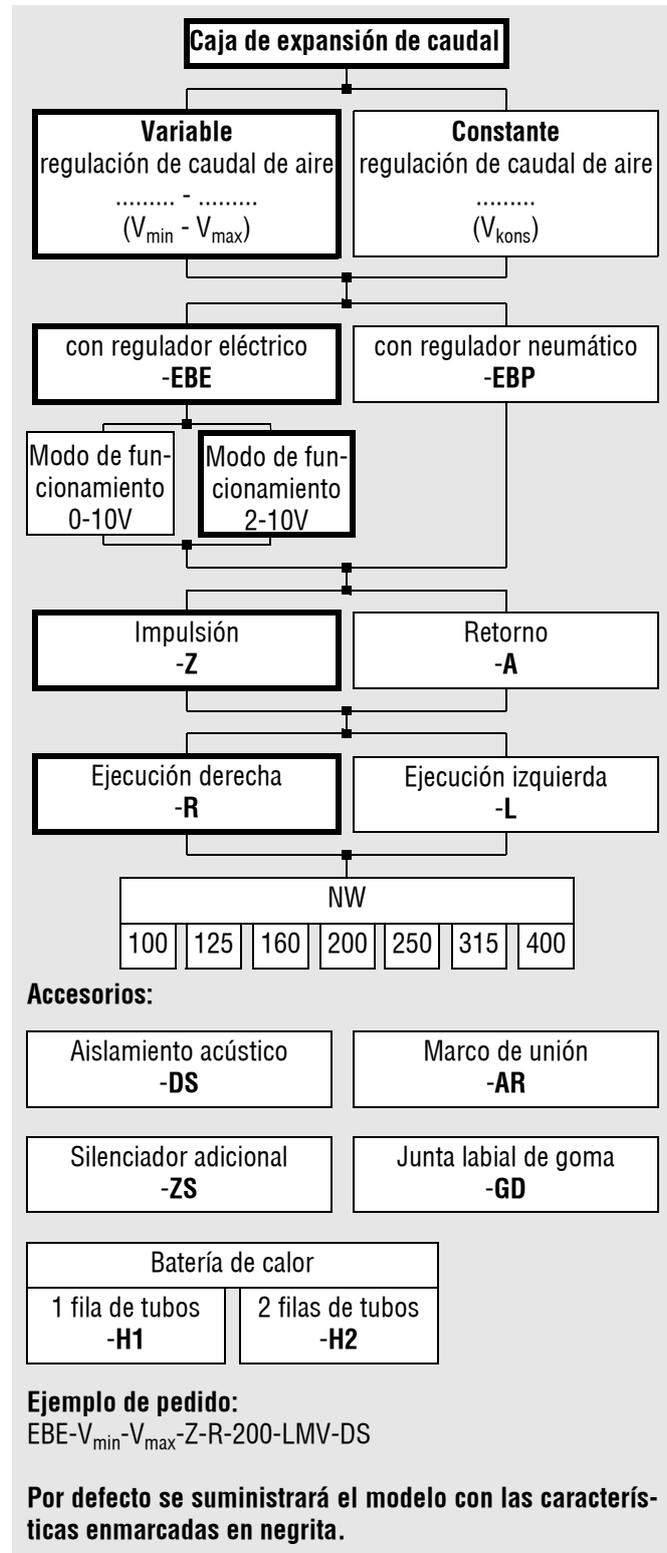 Caja de expansión de caudal
Variable
regulación de caudal de aire
......... - .........
(Vmin - Vmax)
Constante
regulación de caudal de aire
.........
(Vkons)
con regulador eléctrico
-EBE
con regulador neumático
-EBP
Modo de fun-
cionamiento
0-10V
Modo de fun-
cionamiento
2-10V
Impulsión
-Z
Retorno
-A
Ejecución derecha
-R
Ejecución izquierda
-L
NW
100 125 160 200 250 315 400
Accesorios:
Aislamiento acústico
-DS
Marco de unión
-AR
Silenciador adicional
-ZS
Junta labial de goma
-GD
Batería de calor
1 fila de tubos
-H1
2 filas de tubos
-H2
Ejemplo de pedido:
EBE-Vmin-Vmax-Z-R-200-LMV-DS
Por defecto se suministrará el modelo con las caracterís-
ticas enmarcadas en negrita.